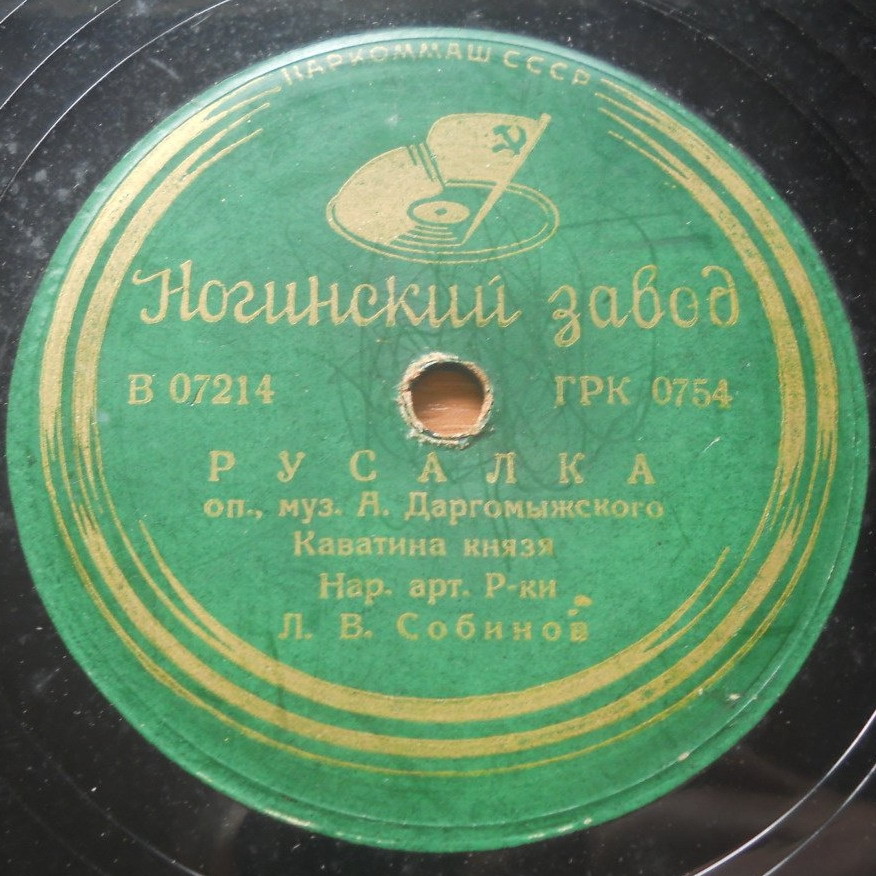 НАРКОММАШ СССР
Ногинский завод
В 07214 ГРК 0754
РУСАЛКА
оп., муз. А. Даргомыжского
Каватина князя
Нар. арт. Р-ки
Л. В. Собинов